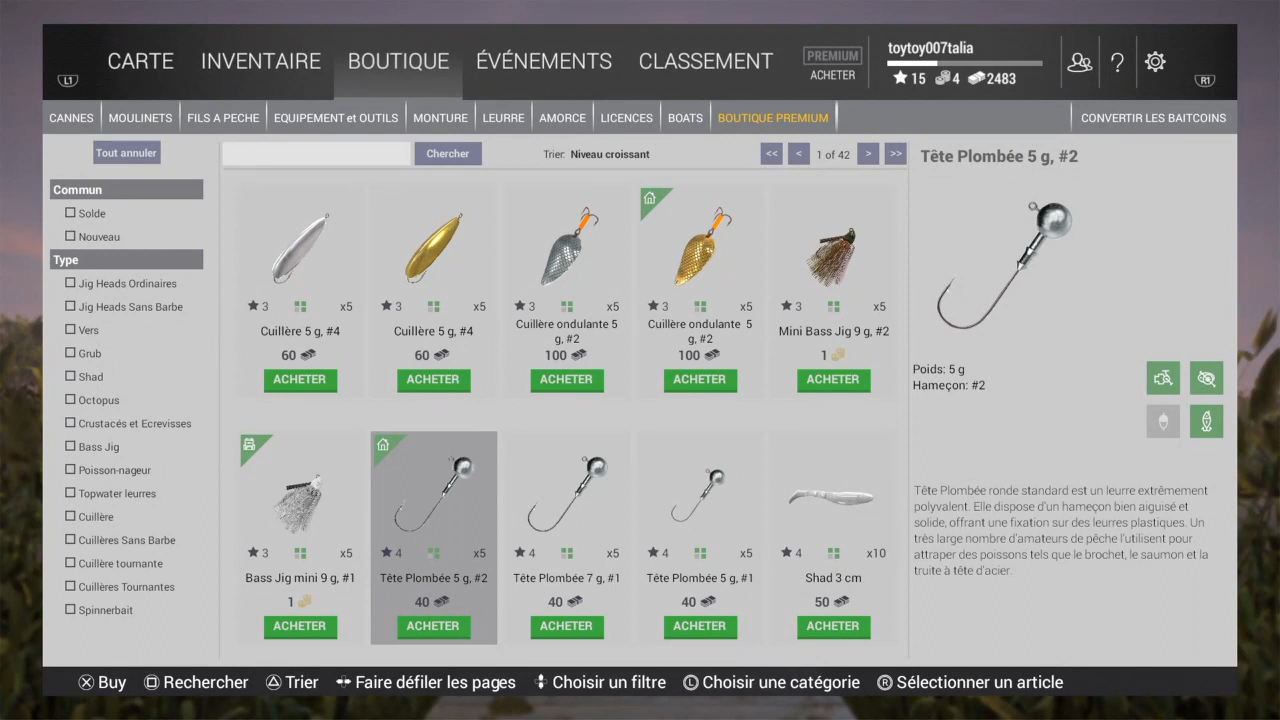 CARTE INVENTAIRE BOUTIQUE ÉVÉNEMENTS CLASSEMENT
L1
PREMIUM
ACHETER
toytoy007talia
15 4 2483
?
R1
CANNES MOULINETS FILS A PECHE EQUIPEMENT et OUTILS MONTURE LEURRE AMORCE LICENCES BOATS BOUTIQUE PREMIUM CONVERTIR LES BAITCOINS
Tout annuler
Chercher
Trier: Niveau croissant
<< < 1 of 42 > >>
Commun
Solde
Nouveau
Type
Jig Heads Ordinaires
Jig Heads Sans Barbe
Vers
Grub
Shad
Octopus
Crustacés et Ecrevisses
Bass Jig
Poisson-nageur
Topwater leurres
Cuillère
Cuillères Sans Barbe
Cuillère tournante
Cuillères Tournantes
Spinnerbait
3 x5
Cuillère 5 g, #4
60
ACHETER
3 x5
Cuillère 5 g, #4
60
ACHETER
3 x5
Cuillère ondulante 5
g, #2
100
ACHETER
3 x5
Cuillère ondulante 5
g, #2
100
ACHETER
3 x5
Mini Bass Jig 9 g, #2
1
ACHETER
3 x5
Bass Jig mini 9 g, #1
1
ACHETER
4 x5
Tête Plombée 5 g, #2
40
ACHETER
4 x5
Tête Plombée 7 g, #1
40
ACHETER
4 x5
Tête Plombée 5 g, #1
40
ACHETER
4 x10
Shad 3 cm
50
ACHETER
Tête Plombée 5 g, #2
Poids: 5 g
Hameçon: #2
Tête Plombée ronde standard est un leurre extrêmement
polyvalent. Elle dispose d'un hameçon bien aiguisé et
solide, offrant une fixation sur des leurres plastiques. Un
très large nombre d'amateurs de pêche l'utilisent pour
attraper des poissons tels que le brochet, le saumon et la
truite à tête d'acier.
Buy Rechercher Trier Faire défiler les pages Choisir un filtre L Choisir une catégorie R Sélectionner un article